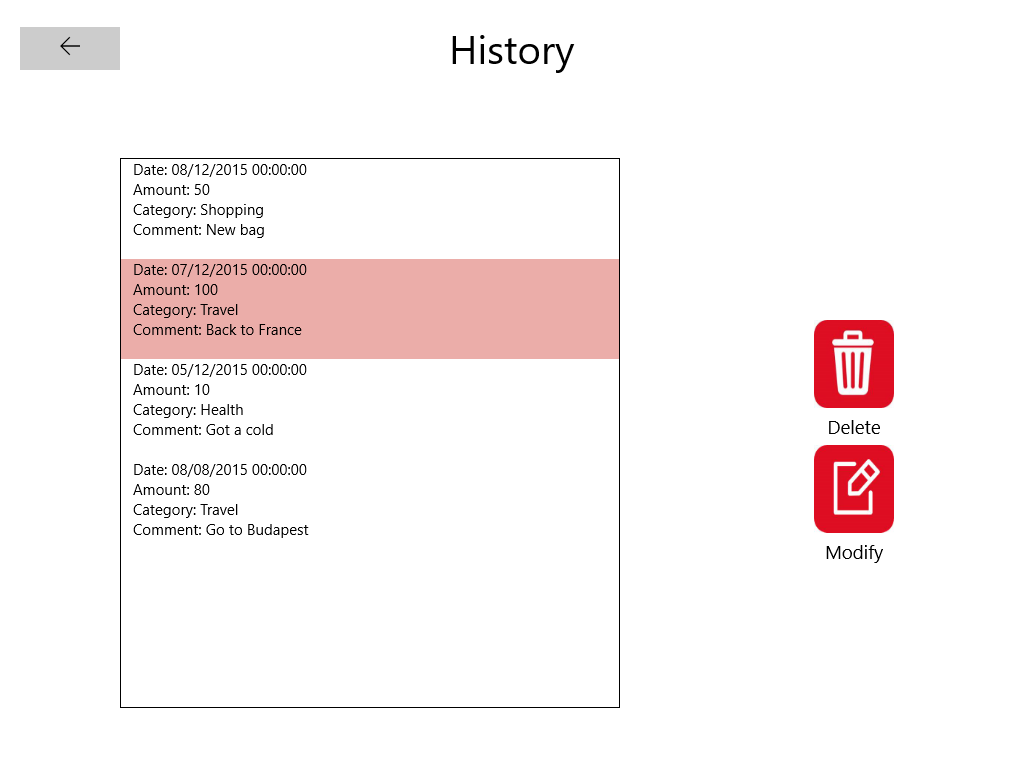 History
Date: 08/12/2015 00:00:00
Amount: 50
Category: Shopping
Comment: New bag
Date: 07/12/2015 00:00:00
Amount: 100
Category: Travel
Comment: Back to France
Date: 05/12/2015 00:00:00
Amount: 10
Category: Health
Comment: Got a cold
Date: 08/08/2015 00:00:00
Amount: 80
Category: Travel
Comment: Go to Budapest
Delete
Modify